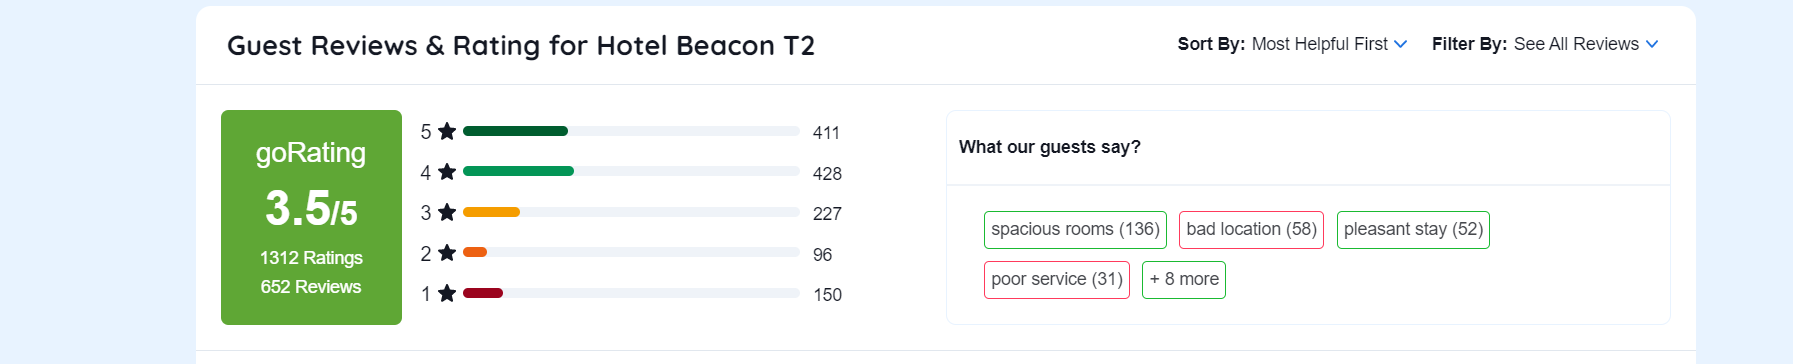 Guest Reviews & Rating for Hotel Beacon T2
Sort By: Most Helpful First
Filter By: See All Reviews
goRating
3.5/5
1312 Ratings
652 Reviews
5 ★ 411
4 ★ 428
3 ★ 227
2 ★ 96
1 ★ 150
What our guests say?
spacious rooms (136) bad location (58) pleasant stay (52)
poor service (31) + 8 more